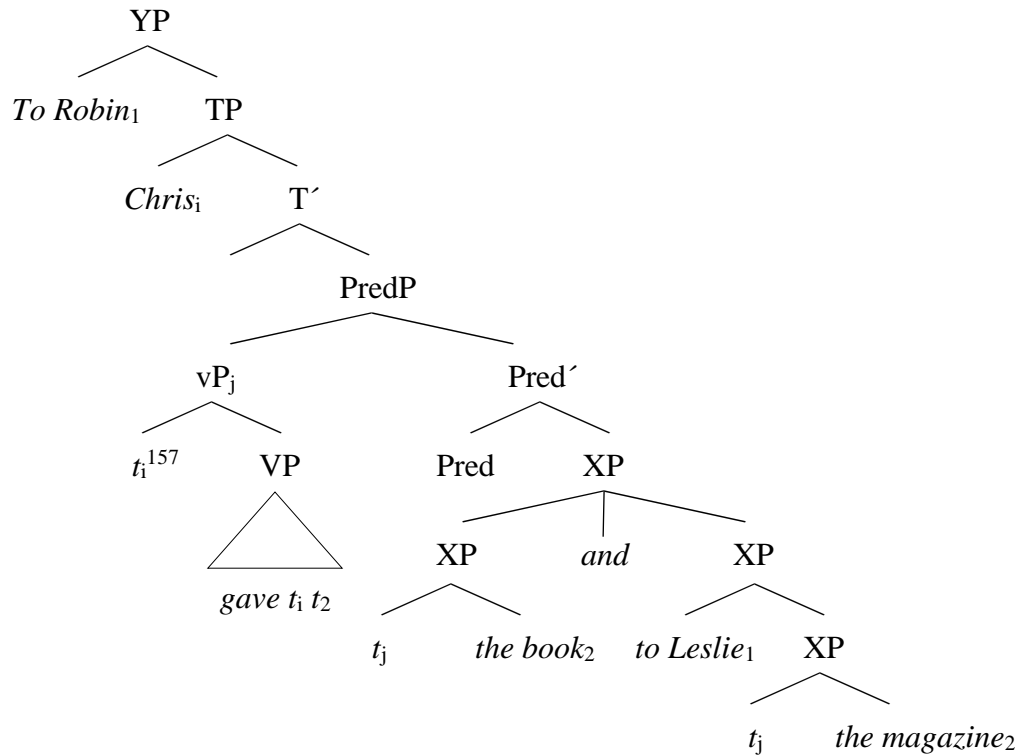 YP
To Robin₁ TP
Chrisᵢ T´
PredP
vPⱼ Pred´
tᵢ¹⁵⁷ VP Pred XP
XP and XP
gave tᵢ t₂
tⱼ the book₂ to Leslie₁ XP
tⱼ the magazine₂